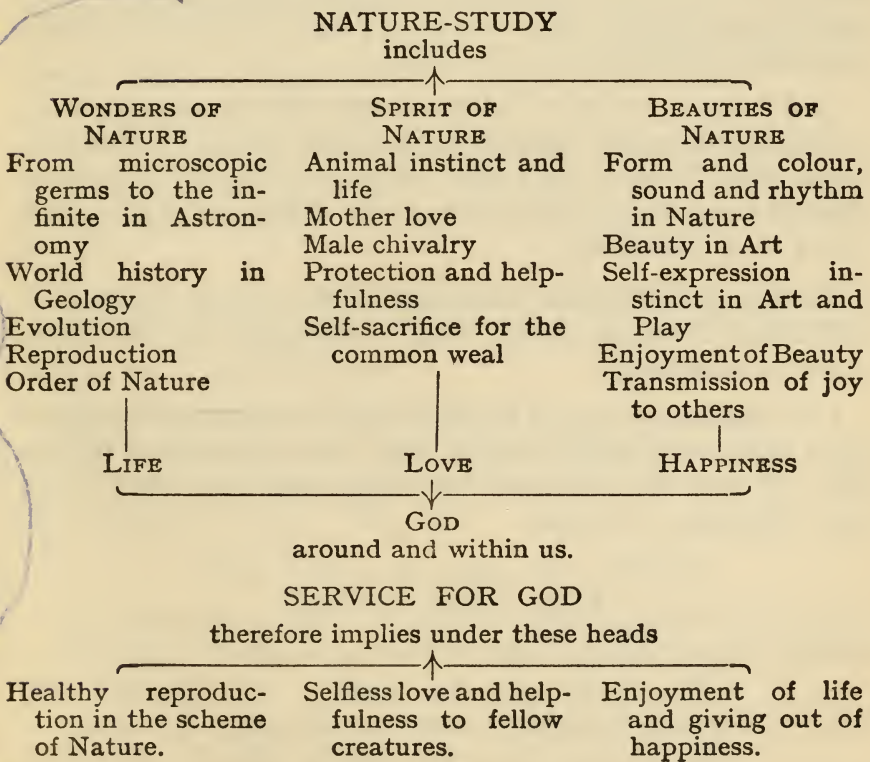 NATURE-STUDY
includes
WONDERS OF
NATURE
From microscopic
germs to the in-
finite in Astron-
omy
World history in
Geology
Evolution
Reproduction
Order of Nature
LIFE
SPIRIT OF
NATURE
Animal instinct and
life
Mother love
Male chivalry
Protection and help-
fulness
Self-sacrifice for the
common weal
LOVE
BEAUTIES OF
NATURE
Form and colour,
sound and rhythm
in Nature
Beauty in Art
Self-expression in-
stinct in Art and
Play
Enjoyment of Beauty
Transmission of joy
to others
HAPPINESS
GOD
around and within us.
SERVICE FOR GOD
therefore implies under these heads
Healthy reproduc-
tion in the scheme
of Nature.
Selfless love and help-
fulness to fellow
creatures.
Enjoyment of life
and giving out of
happiness.